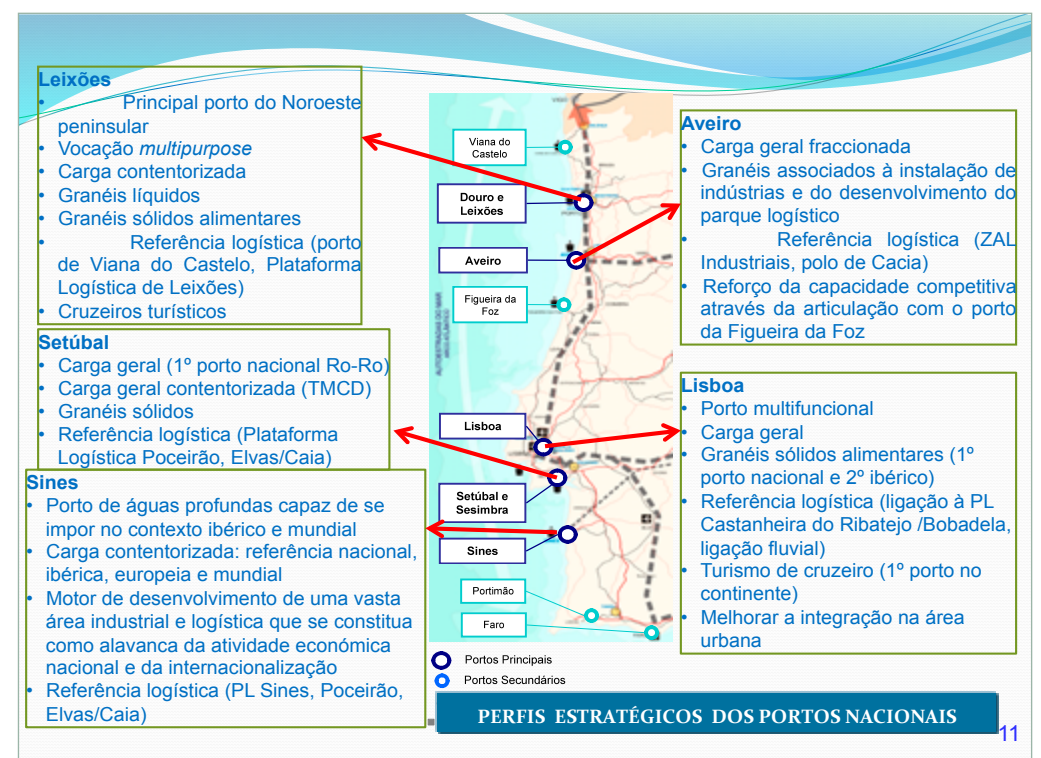 Leixões
• Principal porto do Noroeste
peninsular
• Vocação multipurpose
• Carga contentorizada
• Granéis líquidos
• Granéis sólidos alimentares
• Referência logística (porto
de Viana do Castelo, Plataforma
Logística de Leixões)
• Cruzeiros turísticos
Setúbal
• Carga geral (1º porto nacional Ro-Ro)
• Carga geral contentorizada (TMCD)
• Granéis sólidos
• Referência logística (Plataforma
Logística Poceirão, Elvas/Caia)
Sines
• Porto de águas profundas capaz de se
impor no contexto ibérico e mundial
• Carga contentorizada: referência nacional,
ibérica, europeia e mundial
• Motor de desenvolvimento de uma vasta
área industrial e logística que se constitua
como alavanca da atividade económica
nacional e da internacionalização
• Referência logística (PL Sines, Poceirão,
Elvas/Caia)
Viana do
Castelo
Douro e
Leixões
Aveiro
Figueira da
Foz
AUTOESTRADAS DO MAR
ARCO ATLÂNTICO
Lisboa
Setúbal e
Sesimbra
Sines
Portimão
Faro
Portos Principais
Portos Secundários
Aveiro
• Carga geral fraccionada
• Granéis associados à instalação de
indústrias e do desenvolvimento do
parque logístico
• Referência logística (ZAL
Industriais, polo de Cacia)
• Reforço da capacidade competitiva
através da articulação com o porto
da Figueira da Foz
Lisboa
• Porto multifuncional
• Carga geral
• Granéis sólidos alimentares (1º
porto nacional e 2º ibérico)
• Referência logística (ligação à PL
Castanheira do Ribatejo /Bobadela,
ligação fluvial)
• Turismo de cruzeiro (1º porto no
continente)
• Melhorar a integração na área
urbana
PERFIS ESTRATÉGICOS DOS PORTOS NACIONAIS
11